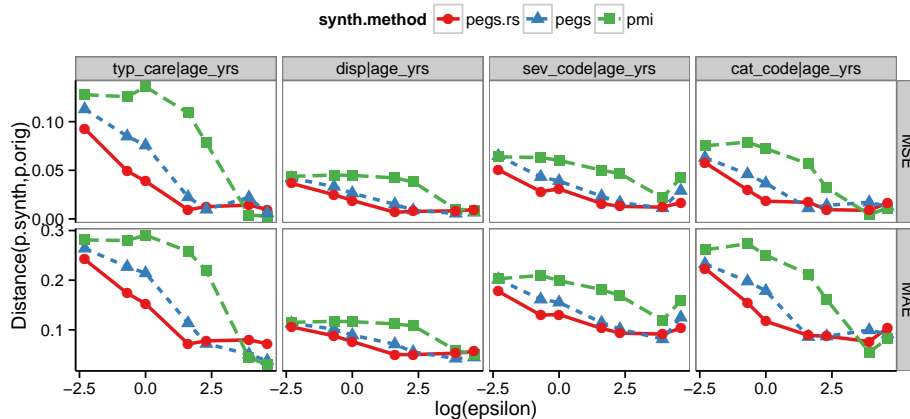 synth.method pegs.rs pegs pmi
typ_care|age_yrs disp|age_yrs sev_code|age_yrs cat_code|age_yrs
0.10
0.05
0.00
MSE
0.3
0.2
0.1
MAE
Distance(p.synth,p.orig)
−2.5 0.0 2.5 −2.5 0.0 2.5 −2.5 0.0 2.5 −2.5 0.0 2.5
log(epsilon)